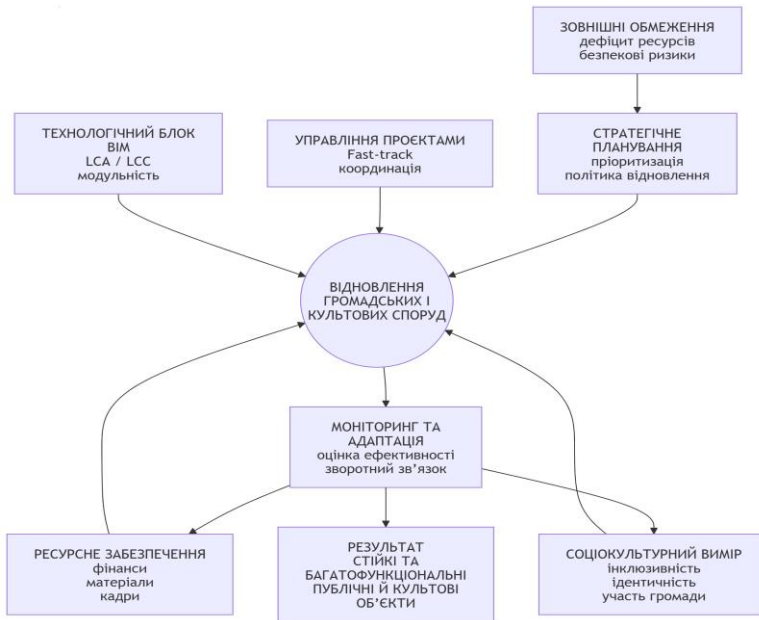 ЗОВНІШНІ ОБМЕЖЕННЯ
дефіцит ресурсів
безпекові ризики
ТЕХНОЛОГІЧНИЙ БЛОК
BIM
LCA / LCC
модульність
УПРАВЛІННЯ ПРОЄКТАМИ
Fast-track
координація
СТРАТЕГІЧНЕ
ПЛАНУВАННЯ
пріоритизація
політика відновлення
ВІДНОВЛЕННЯ
ГРОМАДСЬКИХ І
КУЛЬТОВИХ СПОРУД
МОНІТОРИНГ ТА
АДАПТАЦІЯ
оцінка ефективності
зворотний зв’язок
РЕСУРСНЕ ЗАБЕЗПЕЧЕННЯ
фінанси
матеріали
кадри
РЕЗУЛЬТАТ
СТІЙКІ ТА
БАГАТОФУНКЦІОНАЛЬНІ
ПУБЛІЧНІ Й КУЛЬТОВІ
ОБ’ЄКТИ
СОЦІОКУЛЬТУРНИЙ ВИМІР
інклюзивність
ідентичність
участь громади